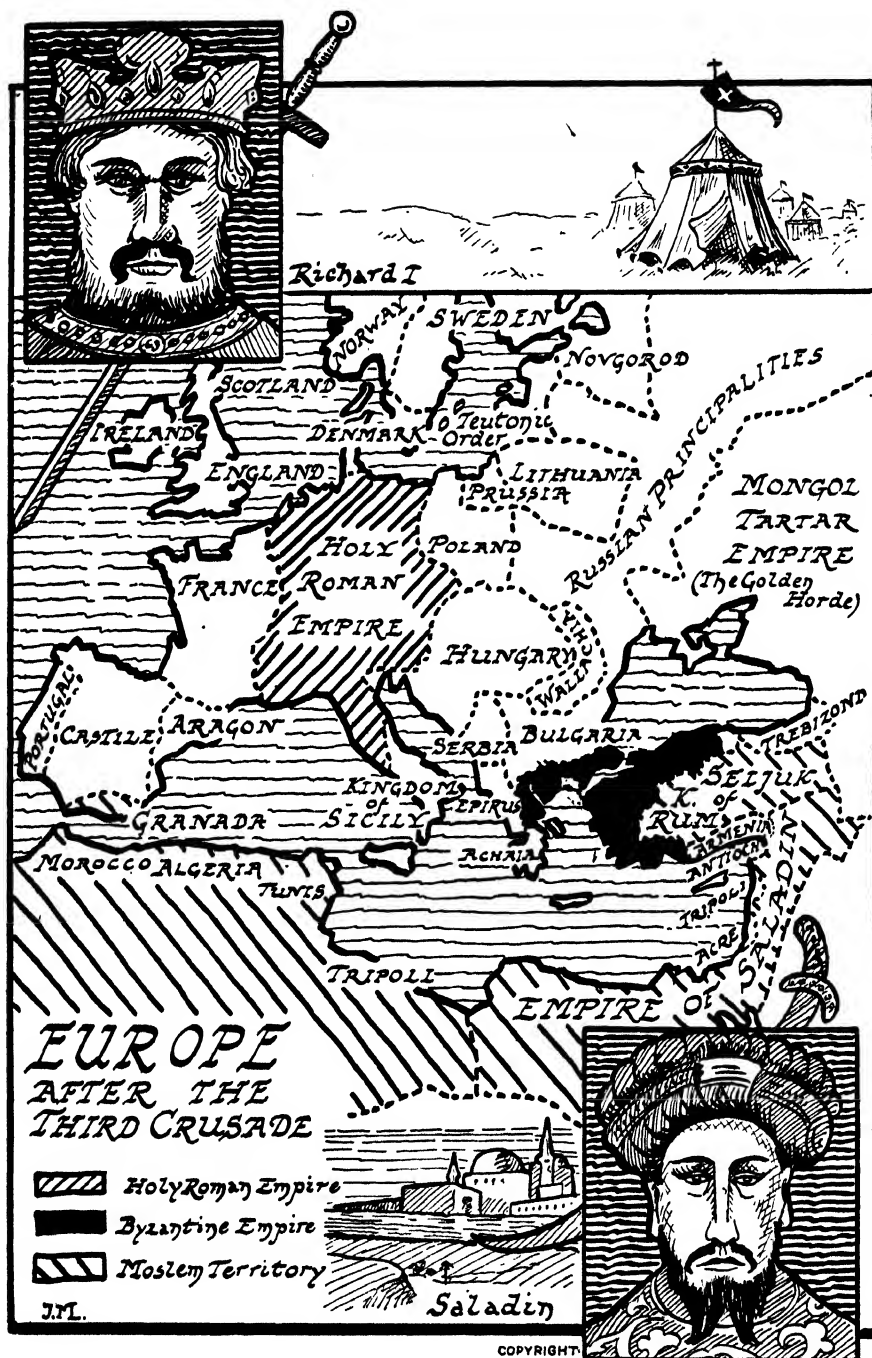 Richard I
NORWAY
SWEDEN
NOVGOROD
SCOTLAND
IRELAND
DENMARK
Teutonic
Order
ENGLAND
LITHUANIA
PRUSSIA
RUSSIAN PRINCIPALITIES
MONGOL
TARTAR
EMPIRE
(The Golden
Horde)
HOLY
ROMAN
EMPIRE
POLAND
FRANCE
HUNGARY
WALLACHIA
PORTUGAL
CASTILE
ARAGON
SERBIA
BULGARIA
TREBIZOND
KINGDOM
of
SICILY
EPIRUS
SELJUK
K. of
RUM
GRANADA
ACHAIA
ARMENIA
ANTIOCH
MOROCCO
ALGERIA
TUNIS
TRIPOLI
ACRE
TRIPOLI
EMPIRE of SALADIN
EUROPE
AFTER THE
THIRD CRUSADE
Holy Roman Empire
Byzantine Empire
Moslem Territory
J.M.
Saladin
COPYRIGHT